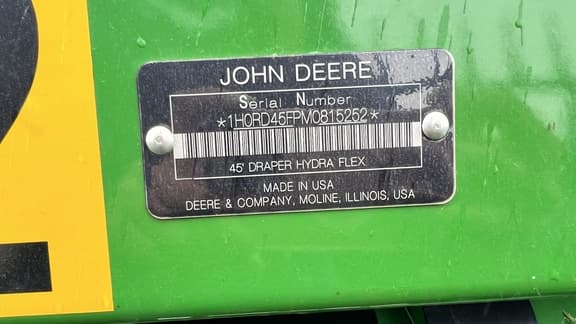 JOHN DEERE
Serial Number
*1H0RD45FPM0815252*
45' DRAPER HYDRA FLEX
MADE IN USA
DEERE & COMPANY, MOLINE, ILLINOIS, USA